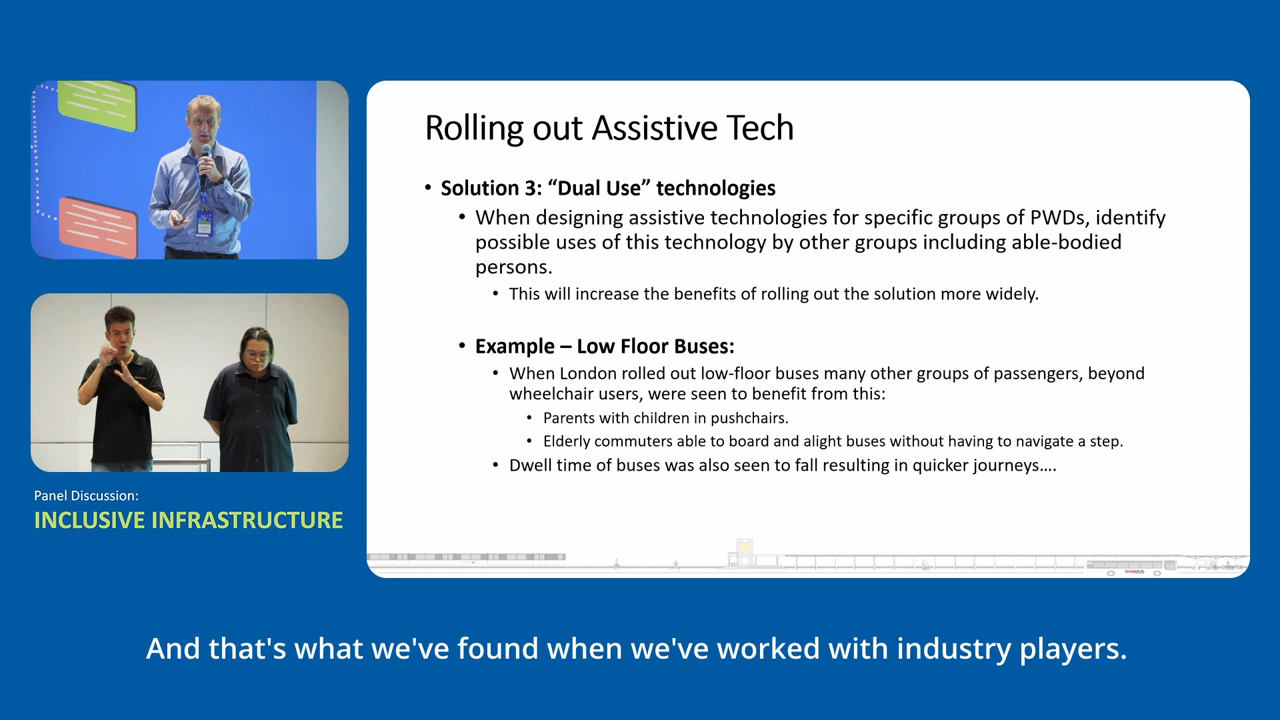 Rolling out Assistive Tech
• Solution 3: “Dual Use” technologies
• When designing assistive technologies for specific groups of PWDs, identify
possible uses of this technology by other groups including able-bodied
persons.
• This will increase the benefits of rolling out the solution more widely.
• Example – Low Floor Buses:
• When London rolled out low-floor buses many other groups of passengers, beyond
wheelchair users, were seen to benefit from this:
• Parents with children in pushchairs.
• Elderly commuters able to board and alight buses without having to navigate a step.
• Dwell time of buses was also seen to fall resulting in quicker journeys….
Panel Discussion:
INCLUSIVE INFRASTRUCTURE
And that's what we've found when we've worked with industry players.